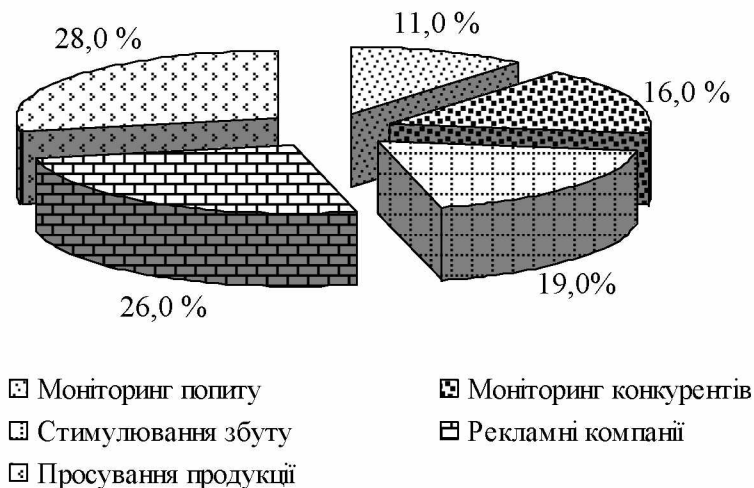 28,0 %
11,0 %
16,0 %
26,0 %
19,0%
Моніторинг попиту
Моніторинг конкурентів
Стимулювання збуту
Рекламні компанії
Просування продукції